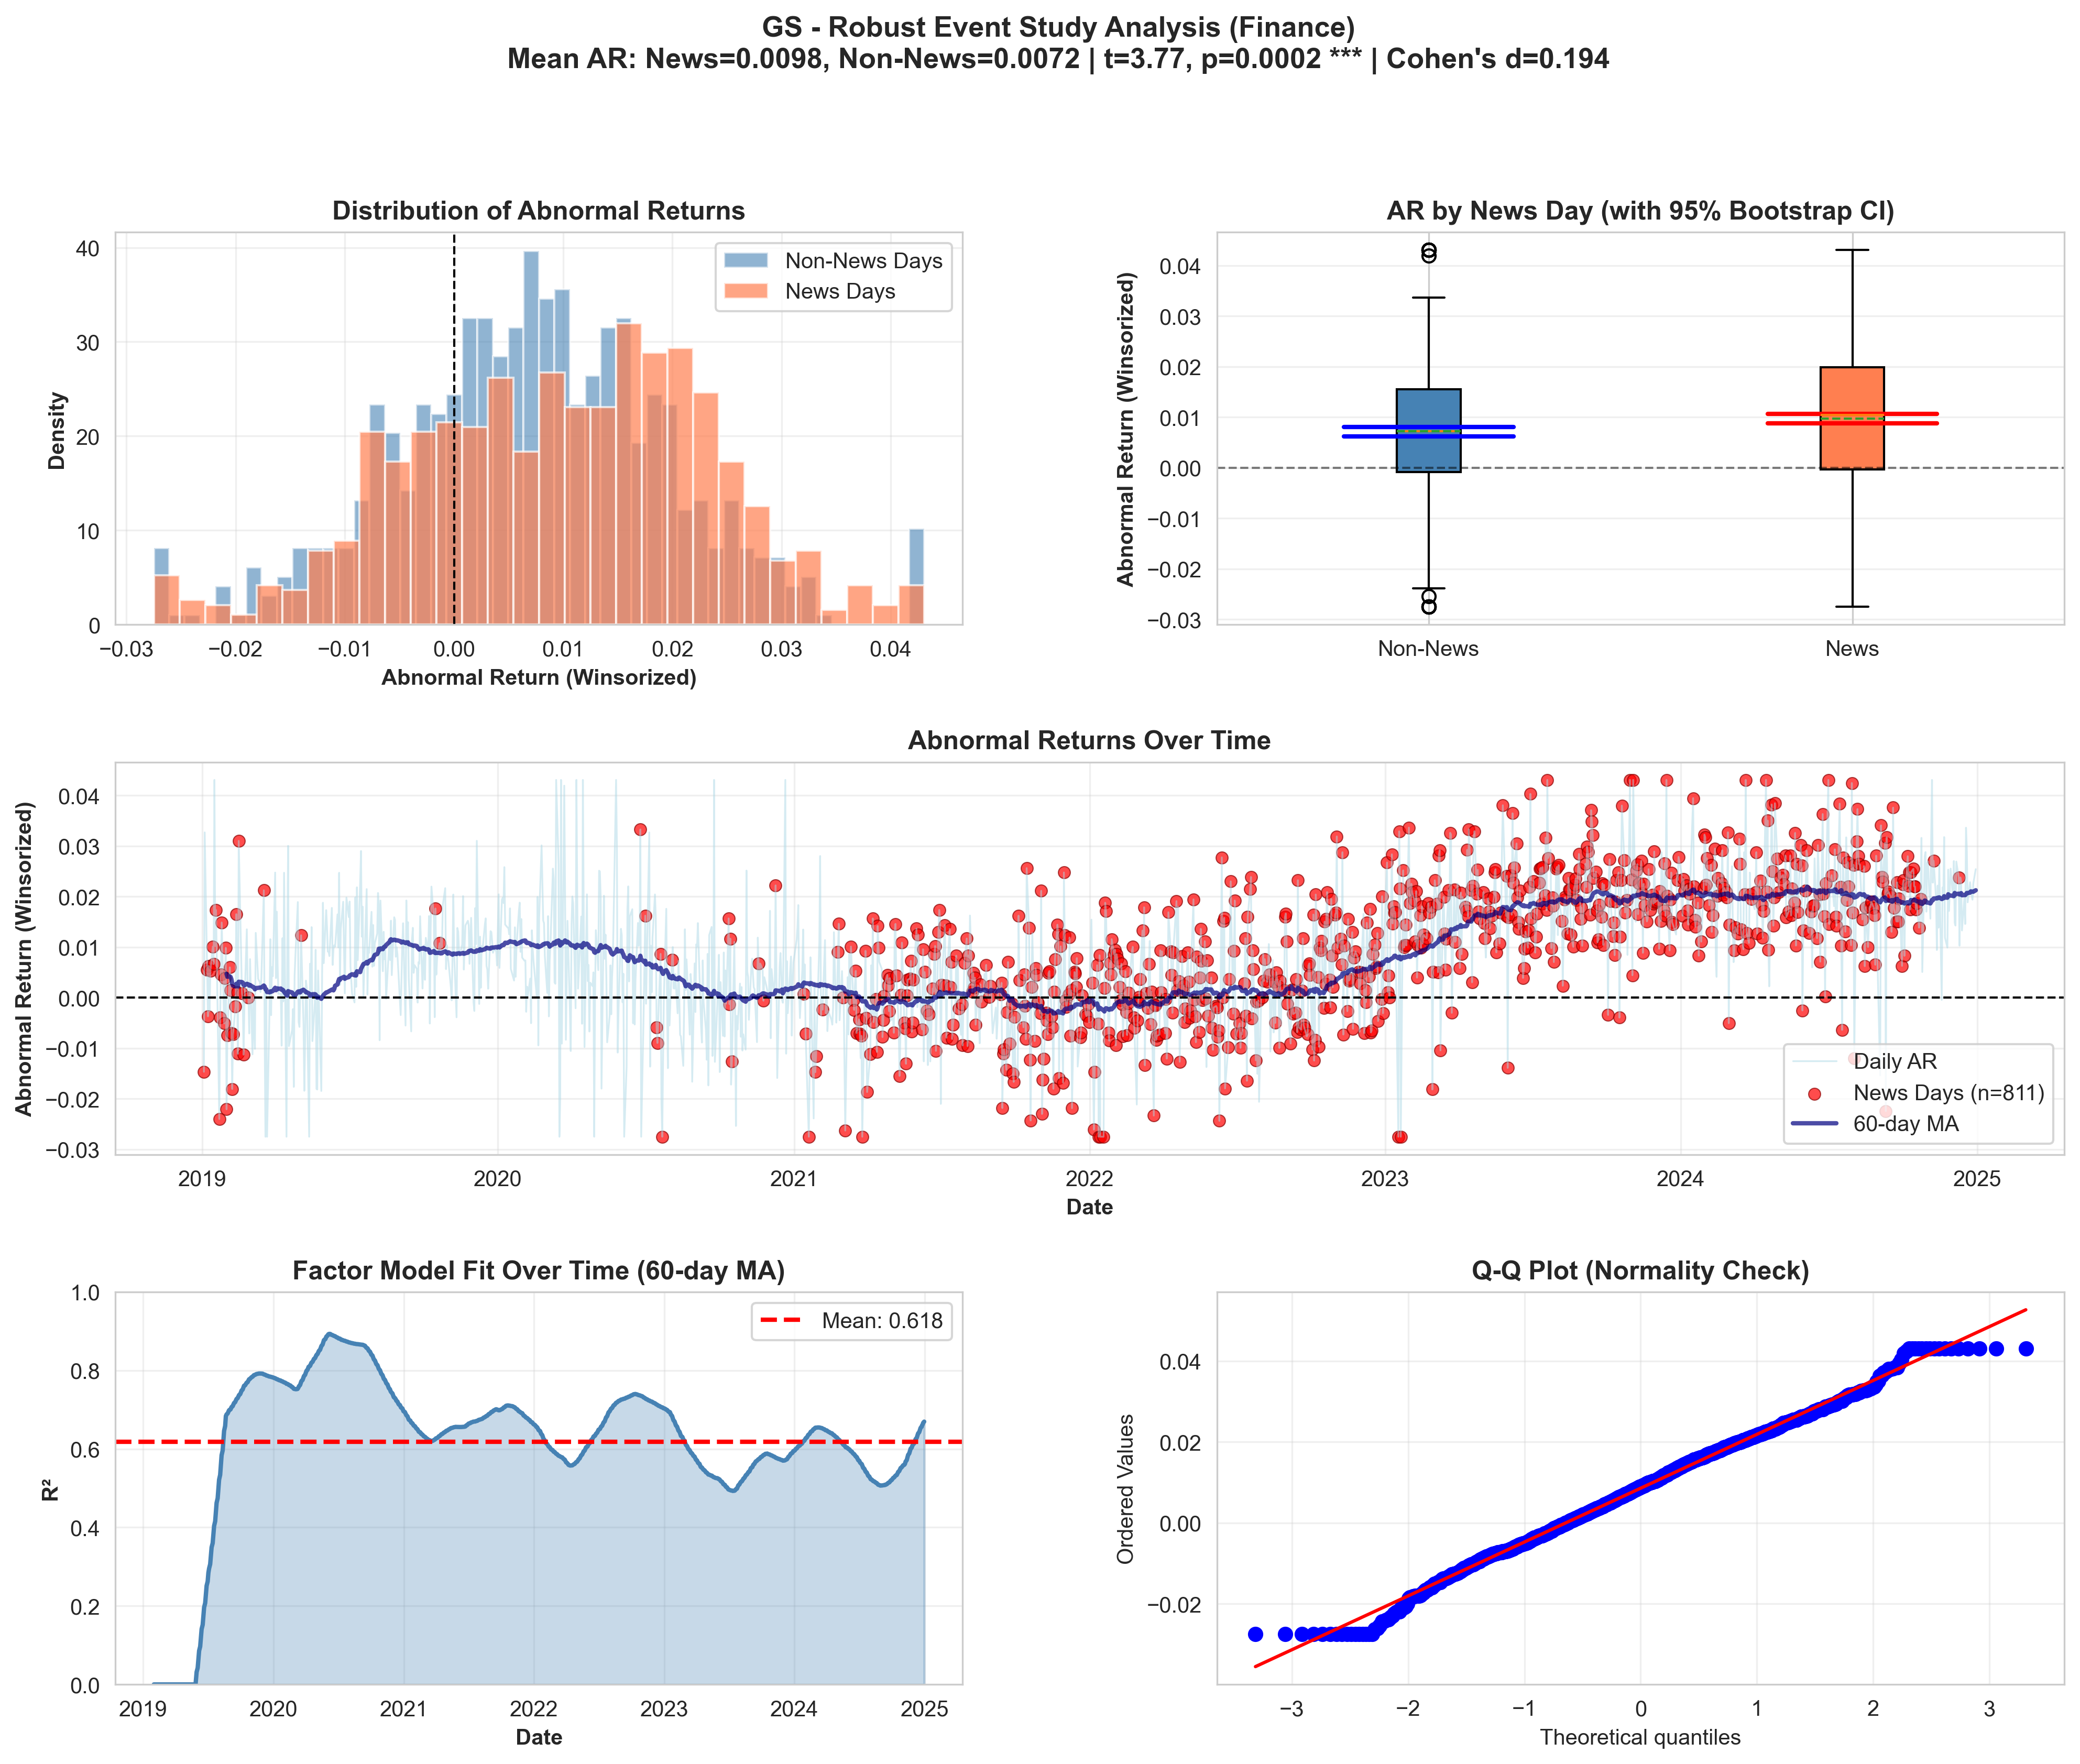 GS - Robust Event Study Analysis (Finance)
Mean AR: News=0.0098, Non-News=0.0072 | t=3.77, p=0.0002 *** | Cohen's d=0.194
Distribution of Abnormal Returns
Density
40
30
20
10
0
Non-News Days
News Days
−0.03 −0.02 −0.01 0.00 0.01 0.02 0.03 0.04
Abnormal Return (Winsorized)
AR by News Day (with 95% Bootstrap CI)
Abnormal Return (Winsorized)
0.04
0.03
0.02
0.01
0.00
−0.01
−0.02
−0.03
Non-News News
Abnormal Returns Over Time
Abnormal Return (Winsorized)
0.04
0.03
0.02
0.01
0.00
−0.01
−0.02
−0.03
Daily AR
News Days (n=811)
60-day MA
2019 2020 2021 2022 2023 2024 2025
Date
Factor Model Fit Over Time (60-day MA)
R²
1.0
0.8
0.6
0.4
0.2
0.0
Mean: 0.618
2019 2020 2021 2022 2023 2024 2025
Date
Q-Q Plot (Normality Check)
Ordered Values
0.04
0.02
0.00
−0.02
−3 −2 −1 0 1 2 3
Theoretical quantiles